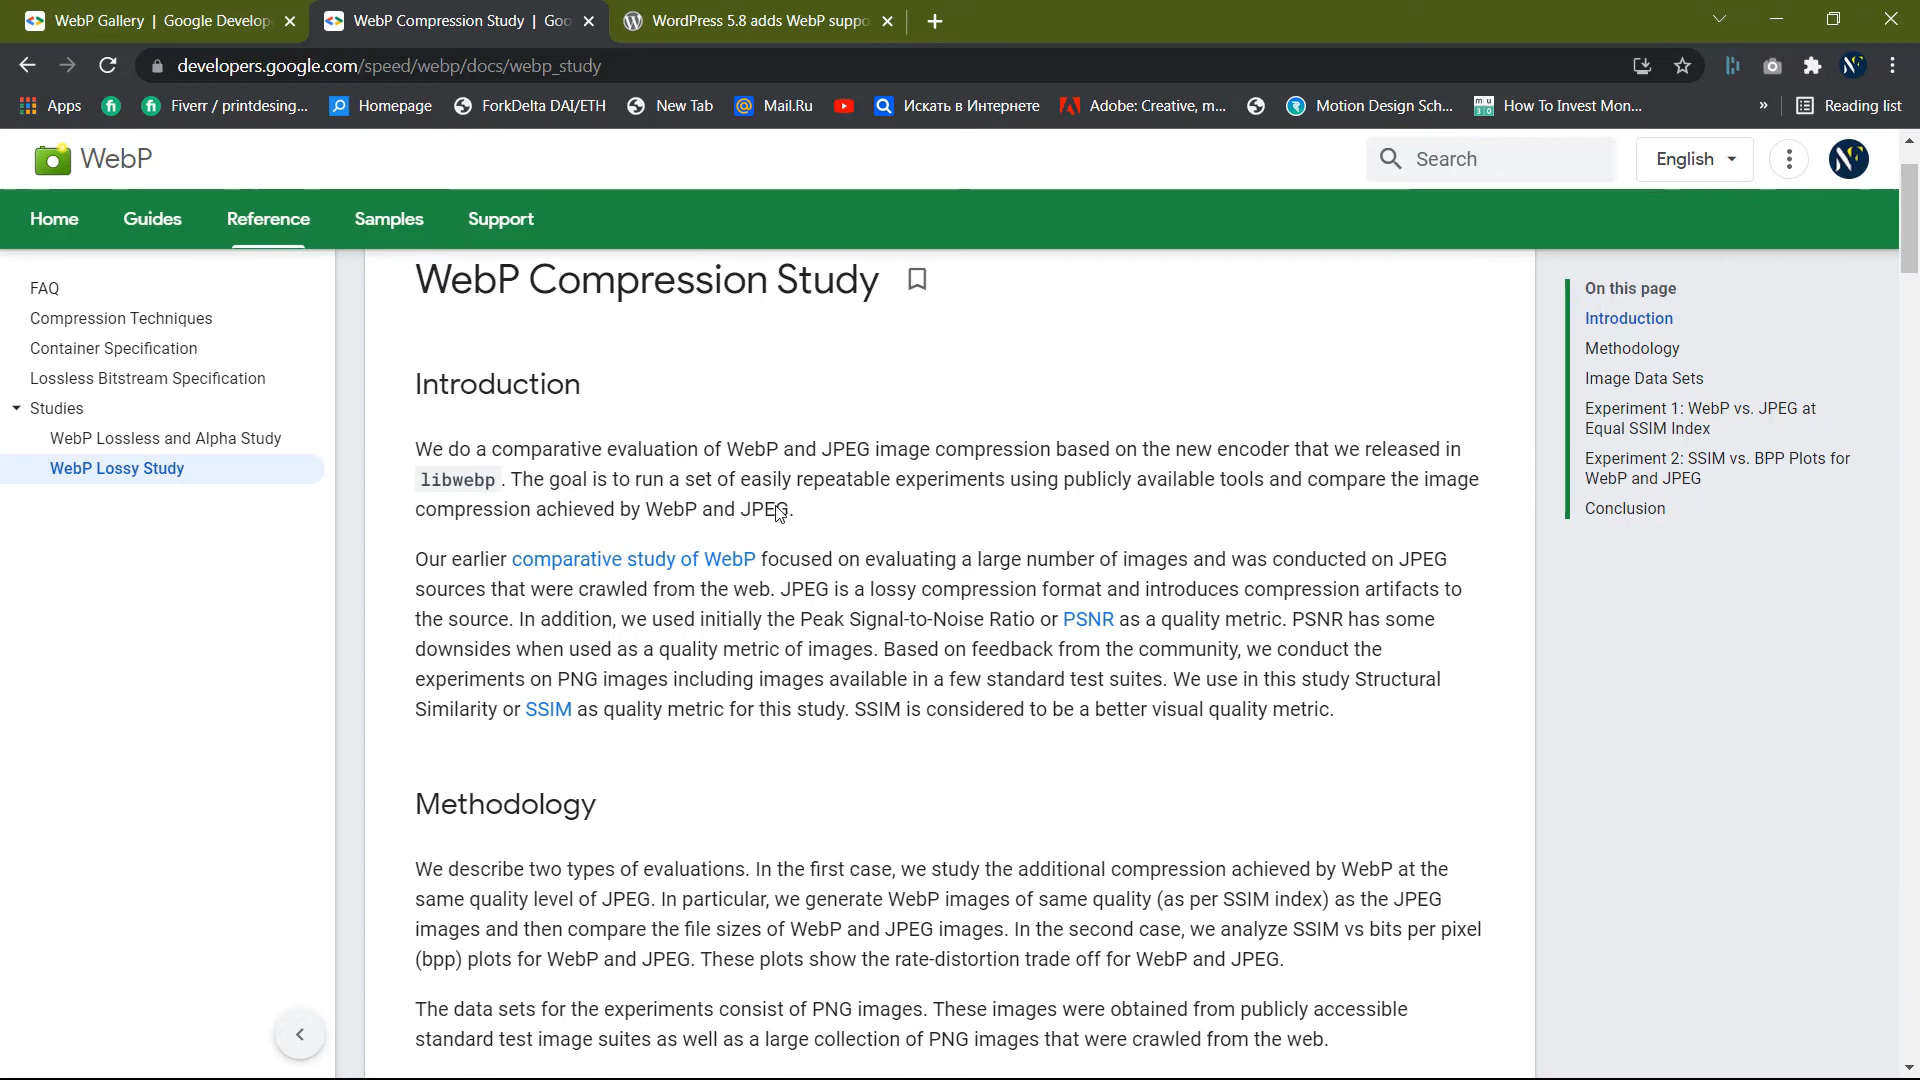 WebP Gallery | Google Develop
WebP Compression Study | Goo
WordPress 5.8 adds WebP suppo
developers.google.com/speed/webp/docs/webp_study
Apps
Fiverr / printdesing...
Homepage
ForkDelta DAI/ETH
New Tab
Mail.Ru
Искать в Интернете
Adobe: Creative, m...
Motion Design Sch...
How To Invest Mon...
»
Reading list
WebP
Search
English
Home
Guides
Reference
Samples
Support
FAQ
Compression Techniques
Container Specification
Lossless Bitstream Specification
Studies
WebP Lossless and Alpha Study
WebP Lossy Study
WebP Compression Study
Introduction
We do a comparative evaluation of WebP and JPEG image compression based on the new encoder that we released in
libwebp. The goal is to run a set of easily repeatable experiments using publicly available tools and compare the image
compression achieved by WebP and JPEG.
Our earlier comparative study of WebP focused on evaluating a large number of images and was conducted on JPEG
sources that were crawled from the web. JPEG is a lossy compression format and introduces compression artifacts to
the source. In addition, we used initially the Peak Signal-to-Noise Ratio or PSNR as a quality metric. PSNR has some
downsides when used as a quality metric of images. Based on feedback from the community, we conduct the
experiments on PNG images including images available in a few standard test suites. We use in this study Structural
Similarity or SSIM as quality metric for this study. SSIM is considered to be a better visual quality metric.
Methodology
We describe two types of evaluations. In the first case, we study the additional compression achieved by WebP at the
same quality level of JPEG. In particular, we generate WebP images of same quality (as per SSIM index) as the JPEG
images and then compare the file sizes of WebP and JPEG images. In the second case, we analyze SSIM vs bits per pixel
(bpp) plots for WebP and JPEG. These plots show the rate-distortion trade off for WebP and JPEG.
The data sets for the experiments consist of PNG images. These images were obtained from publicly accessible
standard test image suites as well as a large collection of PNG images that were crawled from the web.
On this page
Introduction
Methodology
Image Data Sets
Experiment 1: WebP vs. JPEG at
Equal SSIM Index
Experiment 2: SSIM vs. BPP Plots for
WebP and JPEG
Conclusion